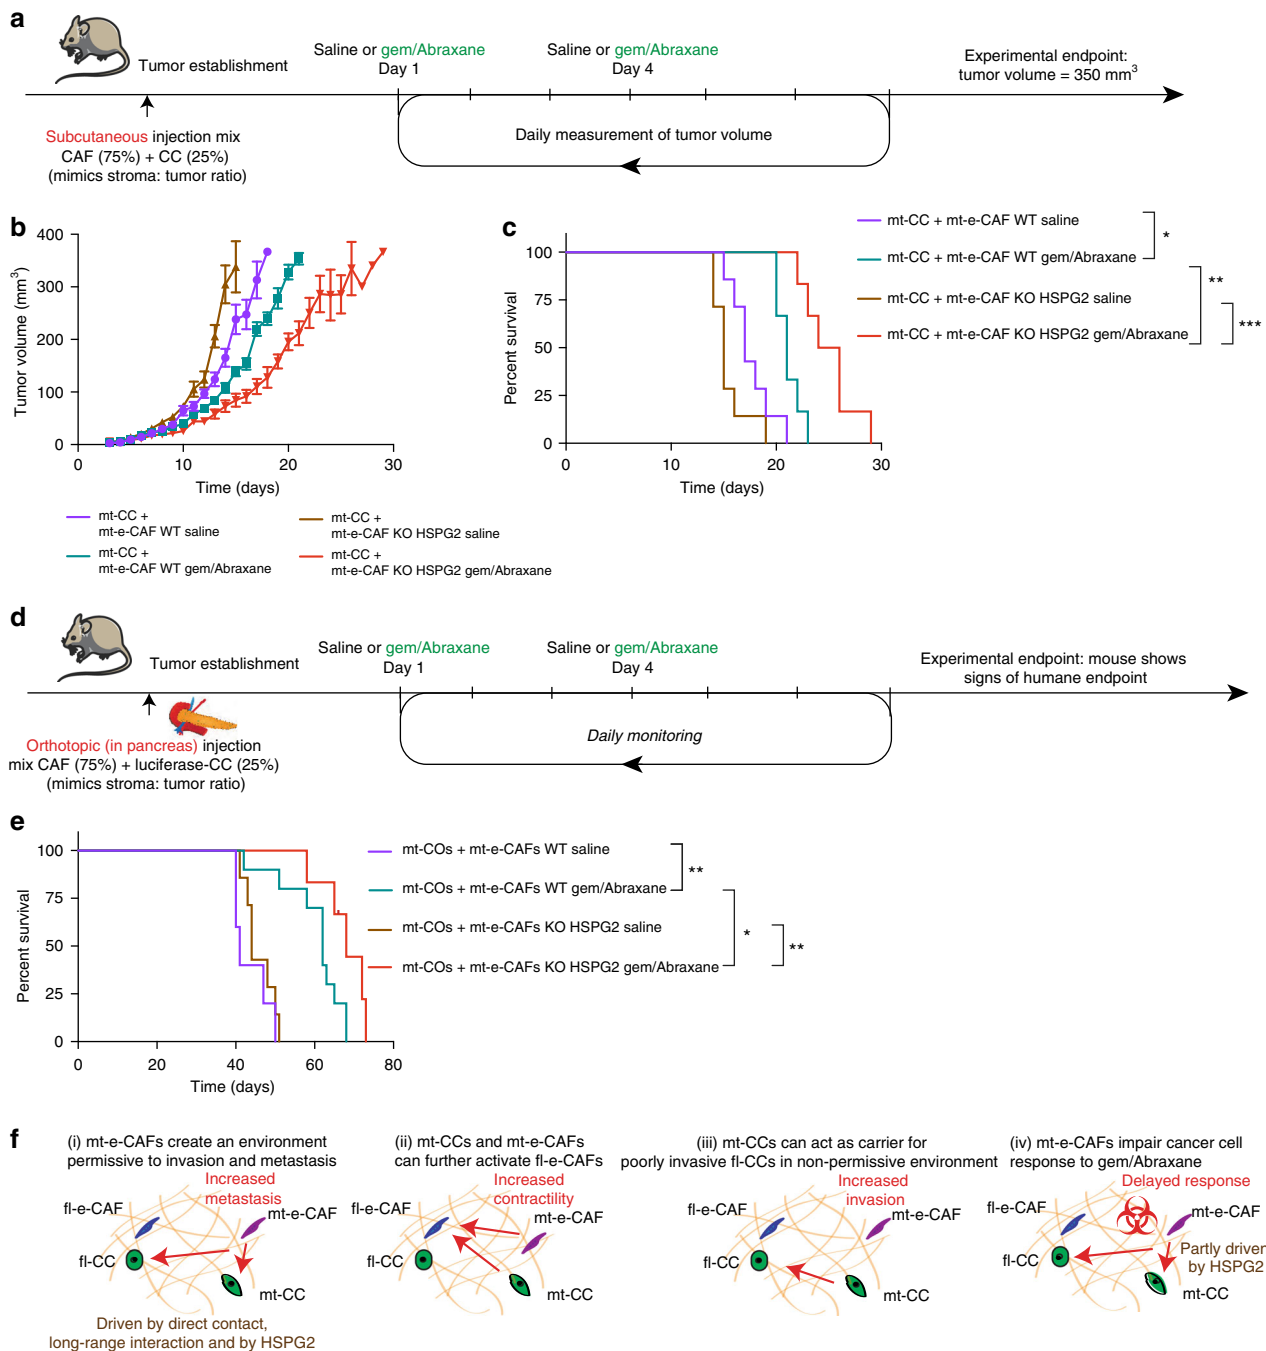 a
Tumor establishment
Saline or gem/Abraxane
Day 1
Saline or gem/Abraxane
Day 4
Experimental endpoint:
tumor volume = 350 mm³
Subcutaneous injection mix
CAF (75%) + CC (25%)
(mimics stroma: tumor ratio)
Daily measurement of tumor volume
b
Tumor volume (mm³)
400
300
200
100
0
0
10
20
30
Time (days)
mt-CC +
mt-e-CAF WT saline
mt-CC +
mt-e-CAF WT gem/Abraxane
mt-CC +
mt-e-CAF KO HSPG2 saline
mt-CC +
mt-e-CAF KO HSPG2 gem/Abraxane
c
Percent survival
100
75
50
25
0
0
10
20
30
Time (days)
mt-CC + mt-e-CAF WT saline
mt-CC + mt-e-CAF WT gem/Abraxane
mt-CC + mt-e-CAF KO HSPG2 saline
mt-CC + mt-e-CAF KO HSPG2 gem/Abraxane
*
**
***
d
Tumor establishment
Saline or gem/Abraxane
Day 1
Saline or gem/Abraxane
Day 4
Experimental endpoint: mouse shows
signs of humane endpoint
Orthotopic (in pancreas) injection
mix CAF (75%) + luciferase-CC (25%)
(mimics stroma: tumor ratio)
Daily monitoring
e
Percent survival
100
75
50
25
0
0
20
40
60
80
Time (days)
mt-COs + mt-e-CAFs WT saline
mt-COs + mt-e-CAFs WT gem/Abraxane
mt-COs + mt-e-CAFs KO HSPG2 saline
mt-COs + mt-e-CAFs KO HSPG2 gem/Abraxane
**
*
**
f
(i) mt-e-CAFs create an environment
permissive to invasion and metastasis
Increased
metastasis
fl-e-CAF
mt-e-CAF
fl-CC
mt-CC
Driven by direct contact,
long-range interaction and by HSPG2
(ii) mt-CCs and mt-e-CAFs
can further activate fl-e-CAFs
Increased
contractility
fl-e-CAF
mt-e-CAF
fl-CC
mt-CC
(iii) mt-CCs can act as carrier for
poorly invasive fl-CCs in non-permissive environment
Increased
invasion
fl-e-CAF
mt-e-CAF
fl-CC
mt-CC
(iv) mt-e-CAFs impair cancer cell
response to gem/Abraxane
Delayed response
fl-e-CAF
mt-e-CAF
fl-CC
Partly driven
by HSPG2
mt-CC